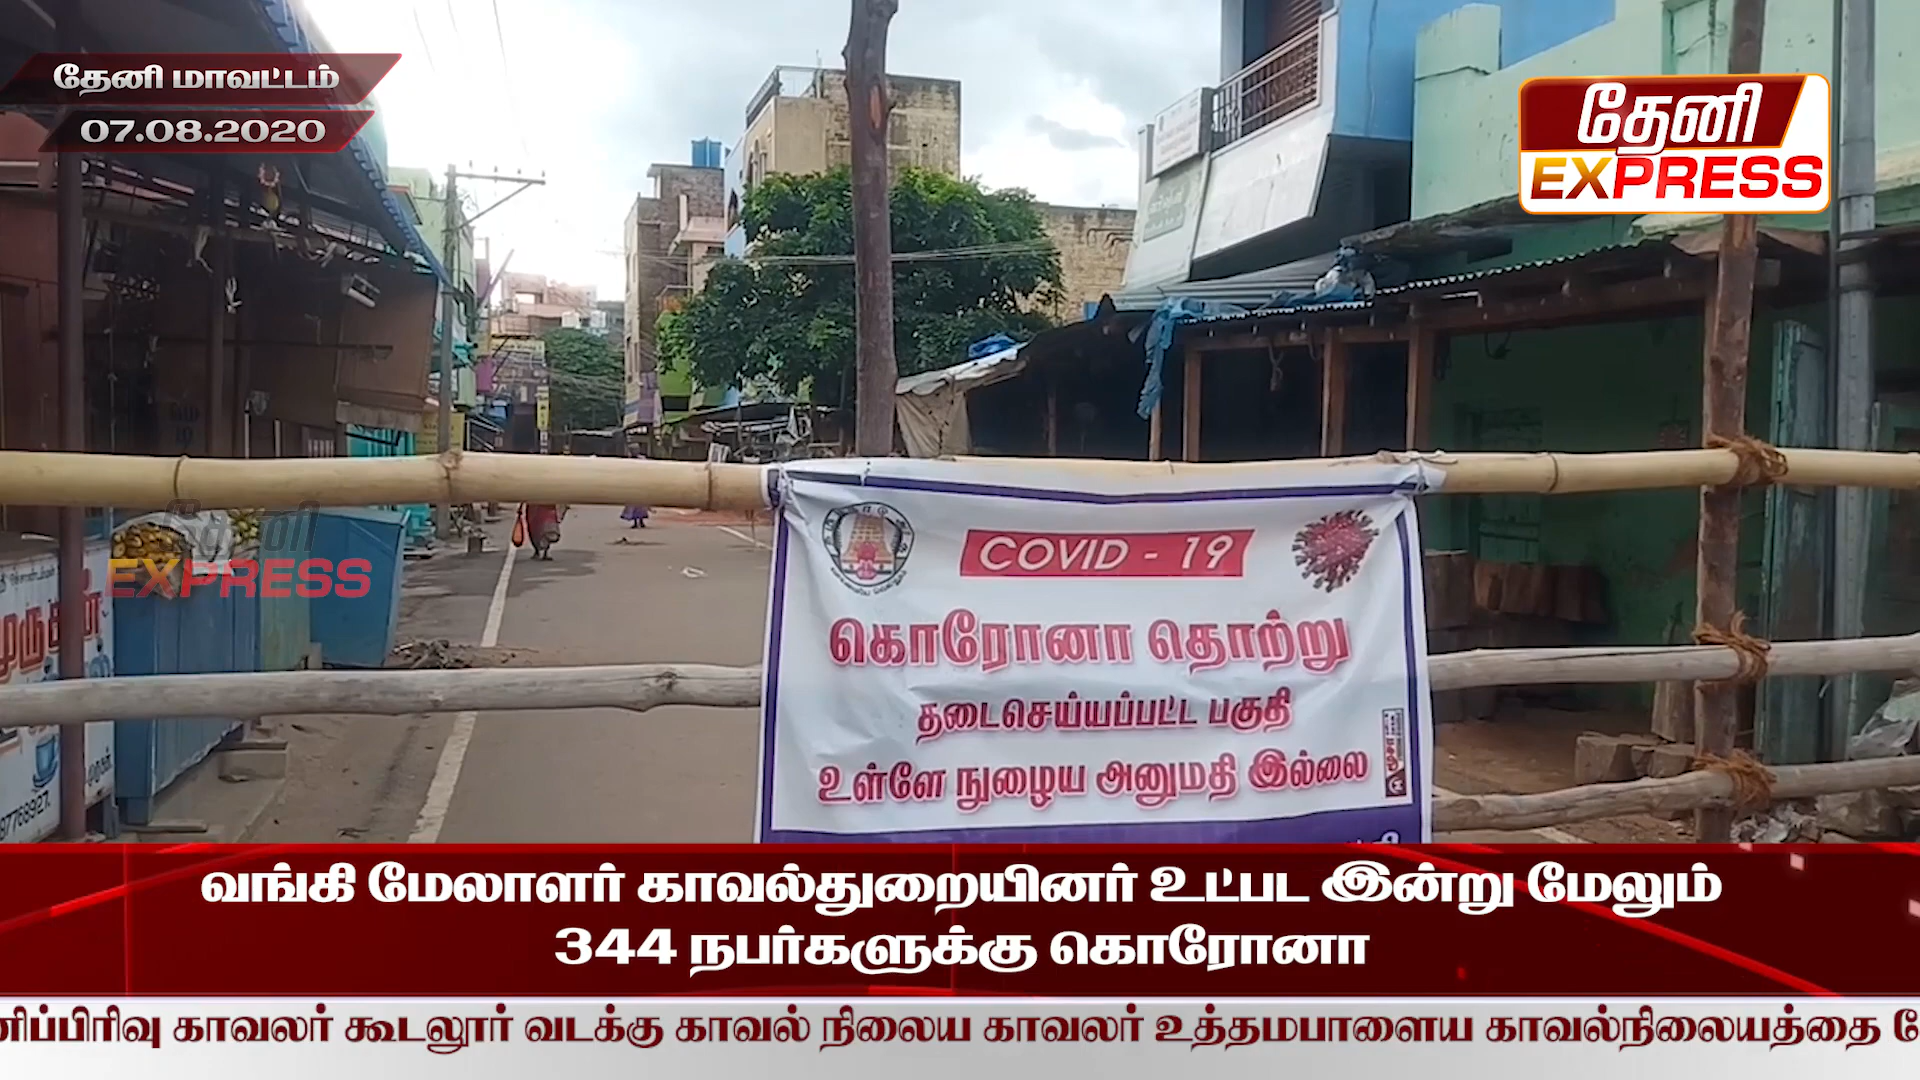 தேனி மாவட்டம்
07.08.2020
தேனி
EXPRESS
தேனி
EXPRESS
COVID - 19
கொரோனா தொற்று
தடைசெய்யப்பட்ட பகுதி
உள்ளே நுழைய அனுமதி இல்லை
வங்கி மேலாளர் காவல்துறையினர் உட்பட இன்று மேலும்
344 நபர்களுக்கு கொரோனா
னிப்பிரிவு காவலர் கூடலூர் வடக்கு காவல் நிலைய காவலர் உத்தமபாளைய காவல்நிலையத்தை